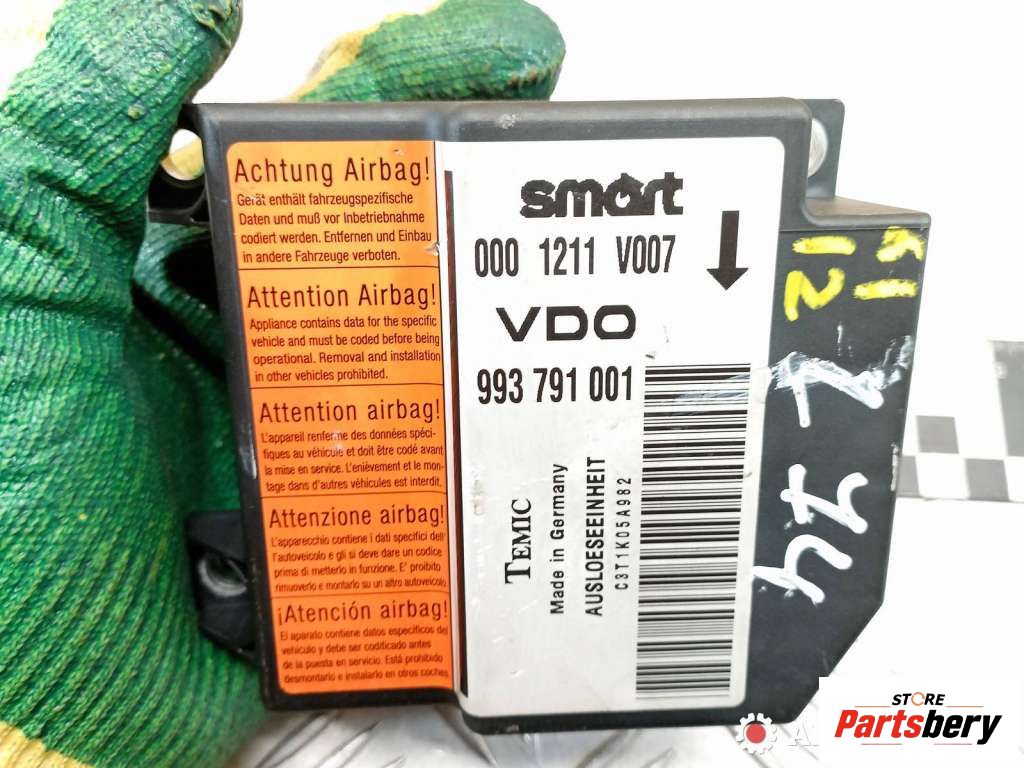 Achtung Airbag!
Gerät enthält fahrzeugspezifische
Daten und muß vor Inbetriebnahme
codiert werden. Entfernen und Einbau
in andere Fahrzeuge verboten.
Attention Airbag!
Appliance contains data for the specific
vehicle and must be coded before being
operational. Removal and installation
in other vehicles prohibited.
Attention airbag!
L'appareil renferme des données spéci-
fiques au véhicule et doit être codé avant
la mise en service. L'enièvement et le mon-
tage dans d'autres véhicules est interdit.
Attenzione airbag!
L'apparecchio contiene i dati specifici dell'
autoveicolo e gli si deve dare un codice
prima di metterlo in funzione. E' proibito
rimuoverlo e montarlo su un altro autoveicolo.
¡Atención airbag!
El aparato contiene datos específicos del
vehículo y debe ser codificado antes
de la puesta en servicio. Está prohibido
desmontarlo e instalarlo en otros coches.
smart
000 1211 V007
VDO
993 791 001
TEMIC
Made in Germany
AUSLOESEEINHEIT
C3T1K05A982
12
74
STORE
Partsbery